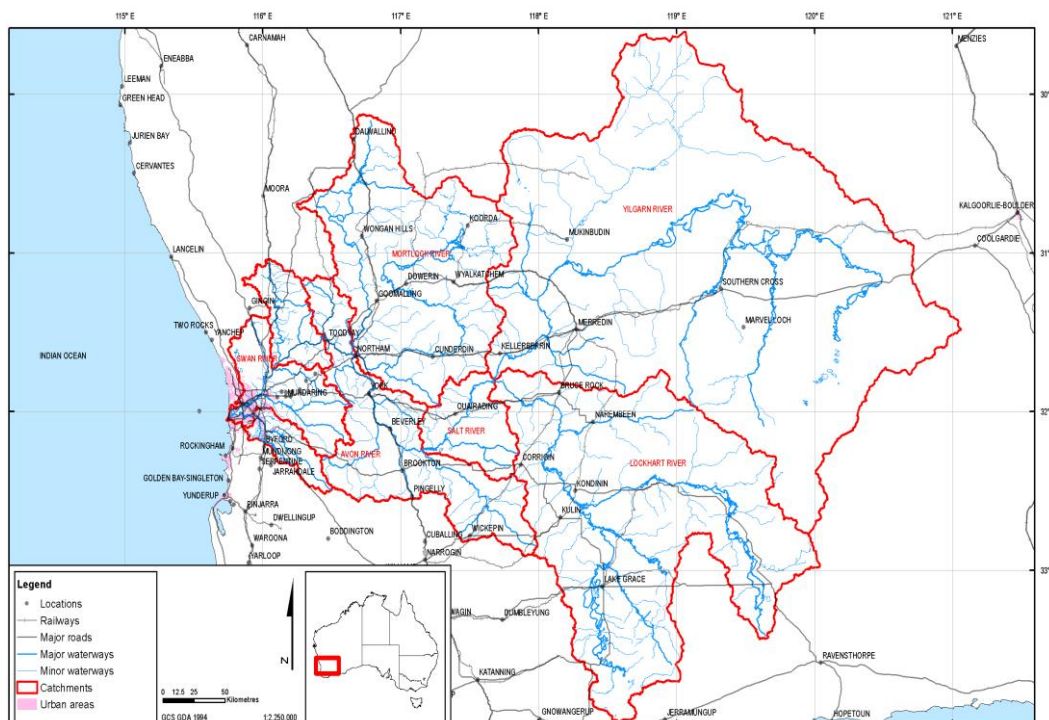 115° E
116° E
117° E
118° E
119° E
120° E
121° E
CARNAMAH
MENZIES
ENEABBA
LEEMAN
30°
GREEN HEAD
DALWALLINU
JURIEN BAY
CERVANTES
MOORA
YILGARN RIVER
KALGOORLIE-BOULDER
KOORDA
WONGAN HILLS
MUKINBUDIN
COOLGARDIE
31°
LANCELIN
MORTLOCK RIVER
DOWERIN
WYALKATCHEM
SOUTHERN CROSS
GOOMALLING
GINGIN
MARVEL LOCH
TWO ROCKS
YANCHEP
TOODYAY
MERREDIN
INDIAN OCEAN
SWAN RIVER
NORTHAM
CUNDERDIN
KELLERBERRIN
MUNDARING
YORK
BRUCE ROCK
QUAIRADING
NAREMBEEN
32°
BEVERLEY
SALT RIVER
ROCKINGHAM
BYFORD
MUNDIJONG
SERPENTINE
JARRAHDALE
AVON RIVER
BROOKTON
CORRIGIN
LOCKHART RIVER
GOLDEN BAY-SINGLETON
YUNDERUP
PINGELLY
KONDININ
PINJARRA
DWELLINGUP
KULIN
WAROONA
BODDINGTON
CUBALLING
WICKEPIN
YARLOOP
NARROGIN
33°
LAKE GRACE
WAGIN
DUMBLEYUNG
RAVENSTHORPE
KATANNING
GNOWANGERUP
JERRAMUNGUP
HOPETOUN
Legend
Locations
Railways
Major roads
Major waterways
Minor waterways
Catchments
Urban areas
N
0 12.5 25 50
Kilometres
GCS GDA 1994
1:2,250,000